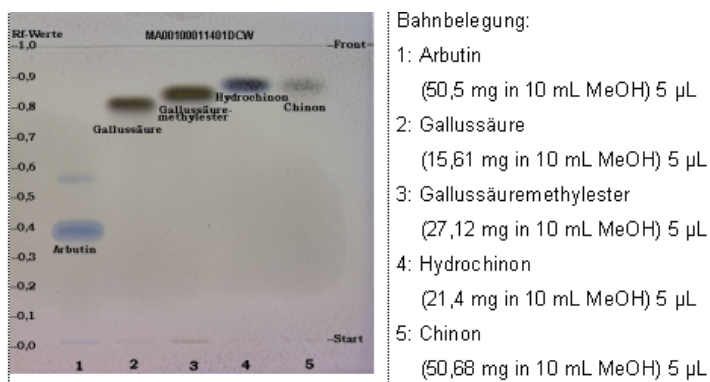 Rf-Werte
MA00100011401DCW
1,0
Front
0,9
0,8
0,7
0,6
0,5
0,4
0,3
0,2
0,1
0,0
Gallussäure
Gallussäure-
methylester
Hydrochinon
Chinon
Arbutin
Start
1 2 3 4 5
Bahnbelegung:
1: Arbutin
(50,5 mg in 10 mL MeOH) 5 µL
2: Gallussäure
(15,61 mg in 10 mL MeOH) 5 µL
3: Gallussäuremethylester
(27,12 mg in 10 mL MeOH) 5 µL
4: Hydrochinon
(21,4 mg in 10 mL MeOH) 5 µL
5: Chinon
(50,68 mg in 10 mL MeOH) 5 µL